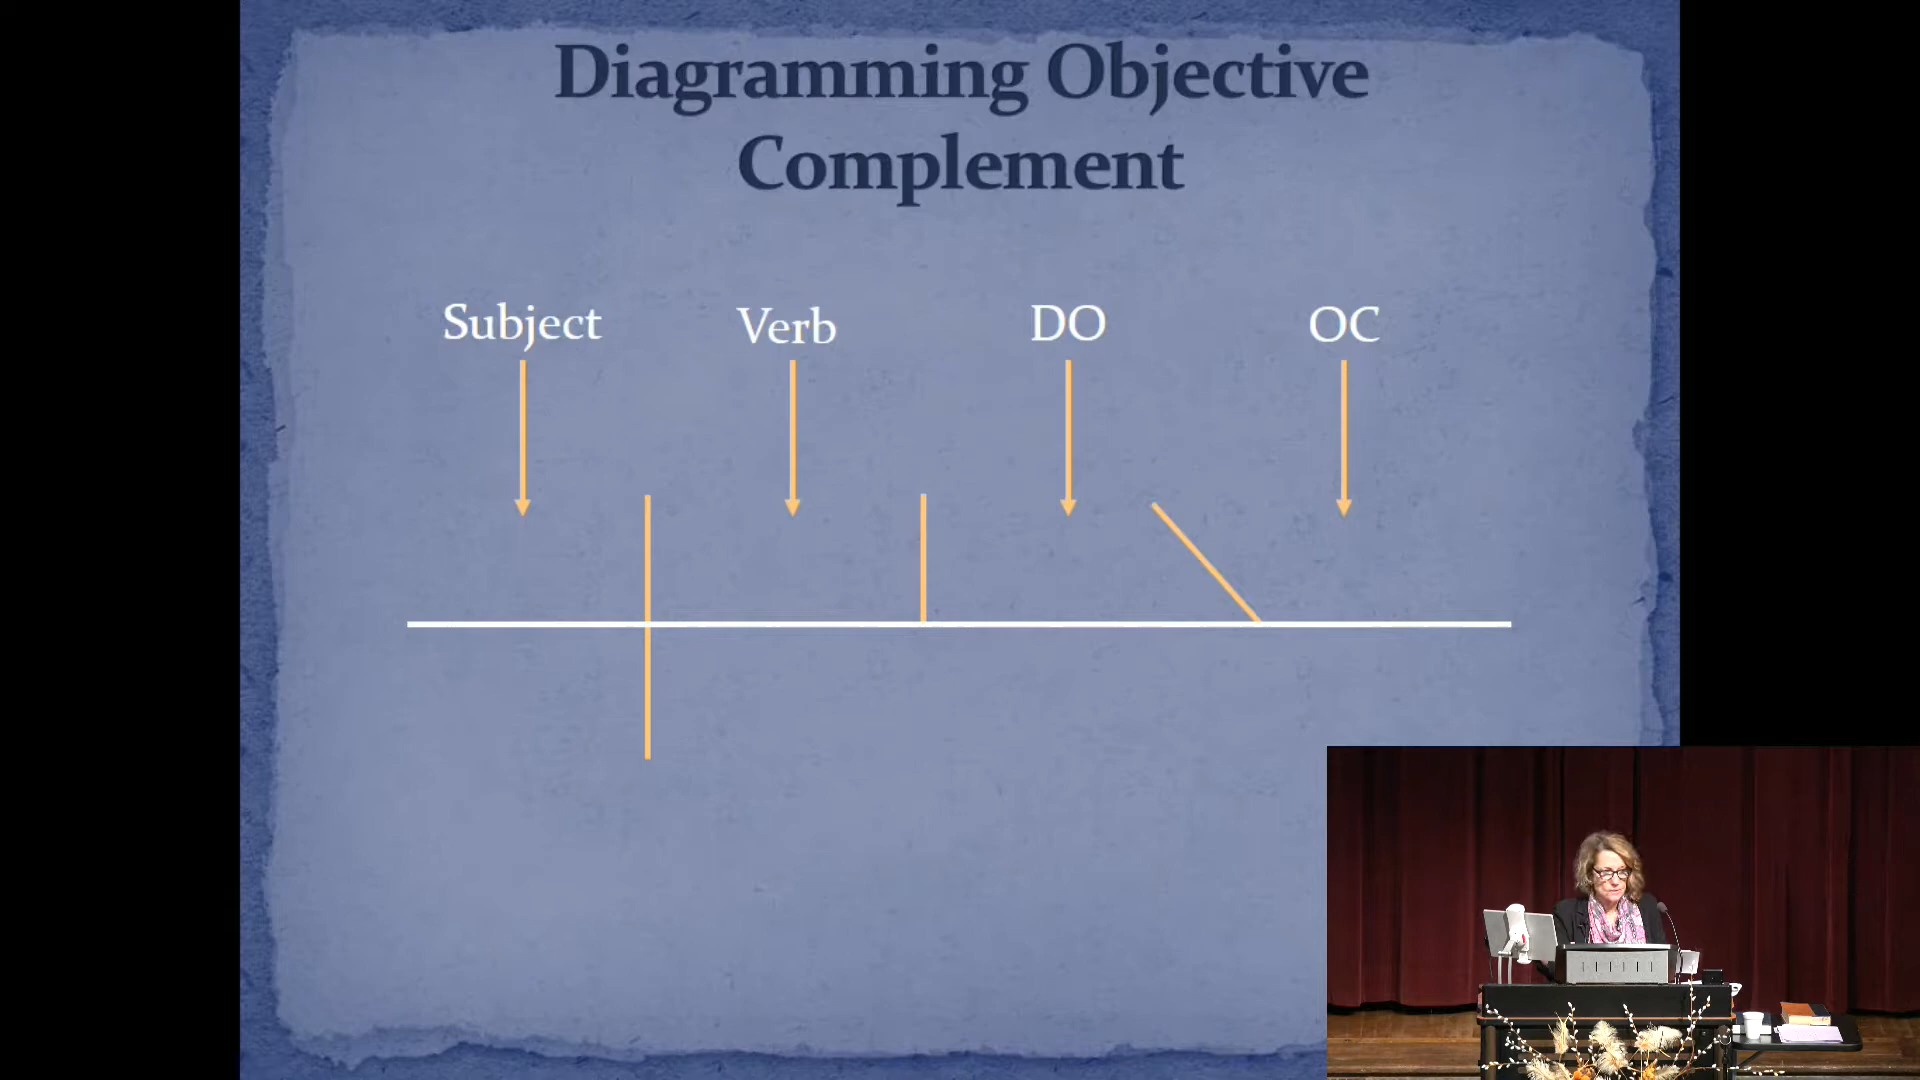 Diagramming Objective
Complement
Subject
Verb
DO
OC